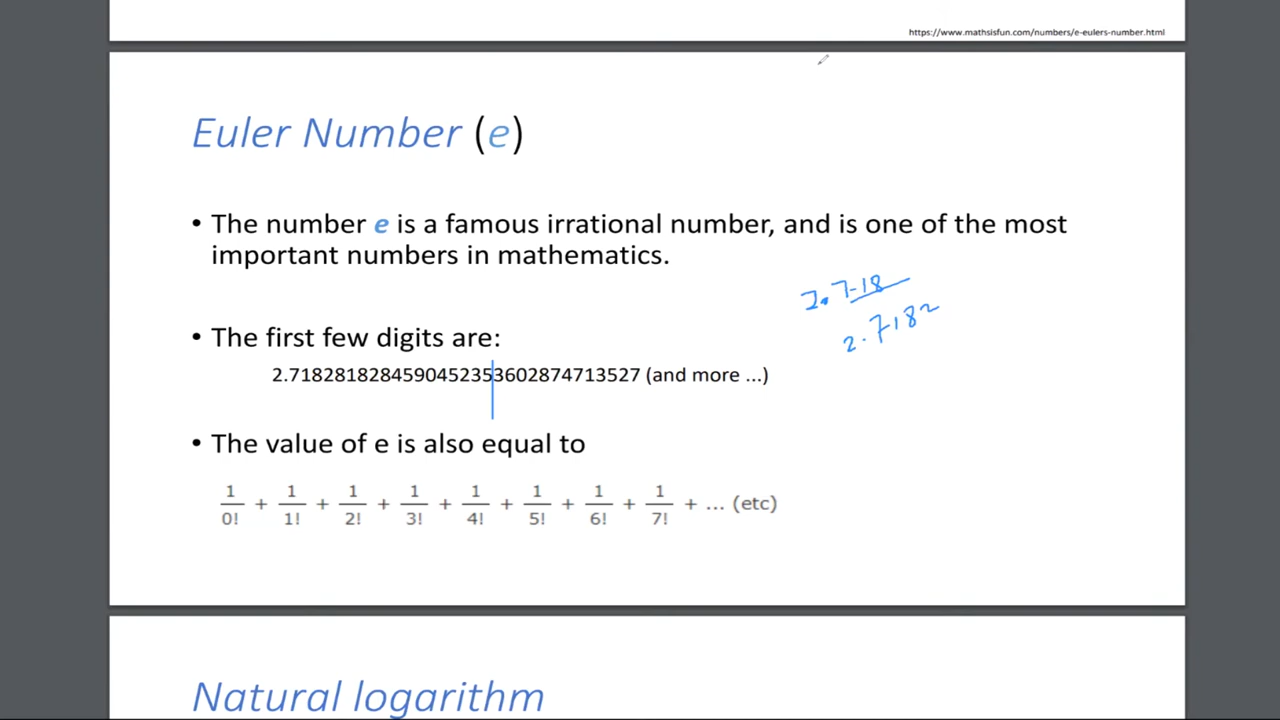 https://www.mathsisfun.com/numbers/e-eulers-number.html
Euler Number (e)
• The number e is a famous irrational number, and is one of the most
important numbers in mathematics.
2.718
2.7182
• The first few digits are:
2.7182818284590452353602874713527 (and more ...)
• The value of e is also equal to
1/0! + 1/1! + 1/2! + 1/3! + 1/4! + 1/5! + 1/6! + 1/7! + ... (etc)
Natural logarithm